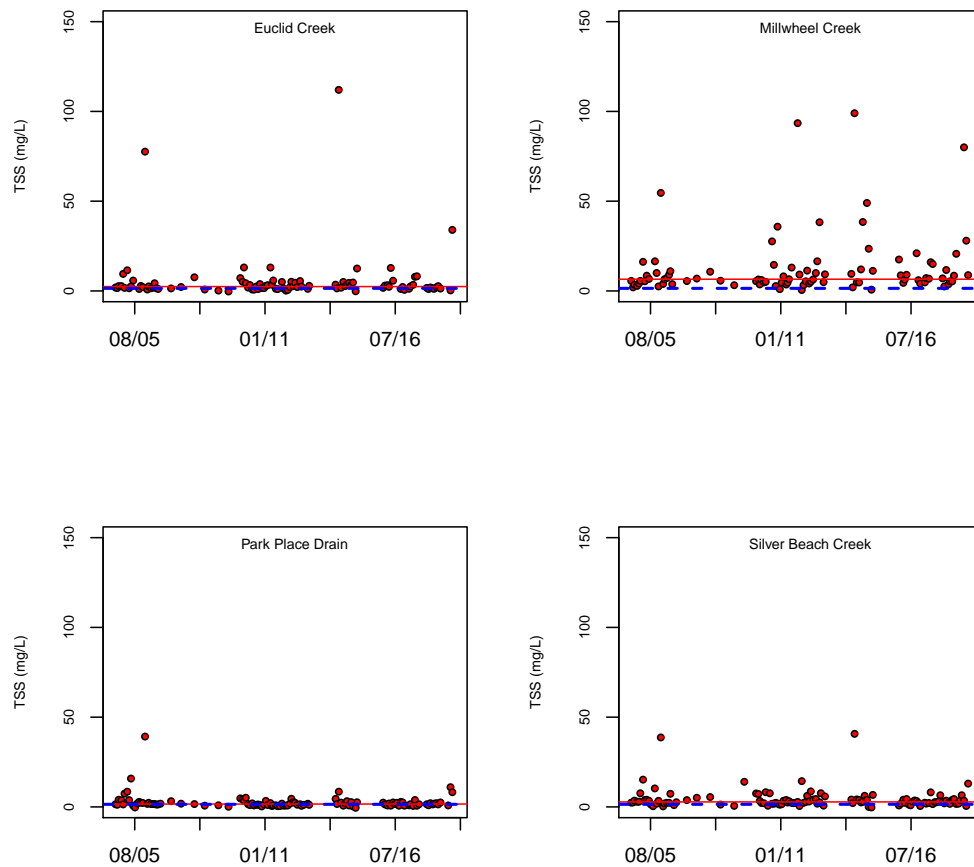 Euclid Creek
TSS (mg/L)
150
100
50
0
08/05 01/11 07/16
Millwheel Creek
TSS (mg/L)
150
100
50
0
08/05 01/11 07/16
Park Place Drain
TSS (mg/L)
150
100
50
0
08/05 01/11 07/16
Silver Beach Creek
TSS (mg/L)
150
100
50
0
08/05 01/11 07/16